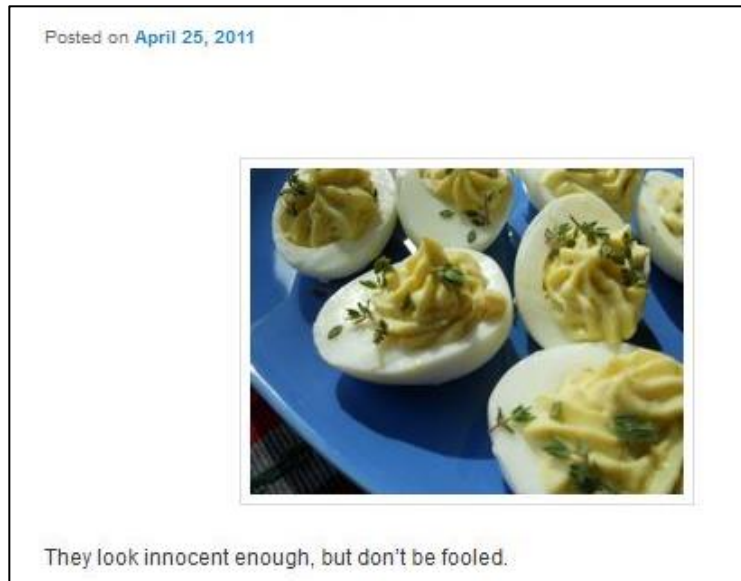 Posted on April 25, 2011
They look innocent enough, but don't be fooled.